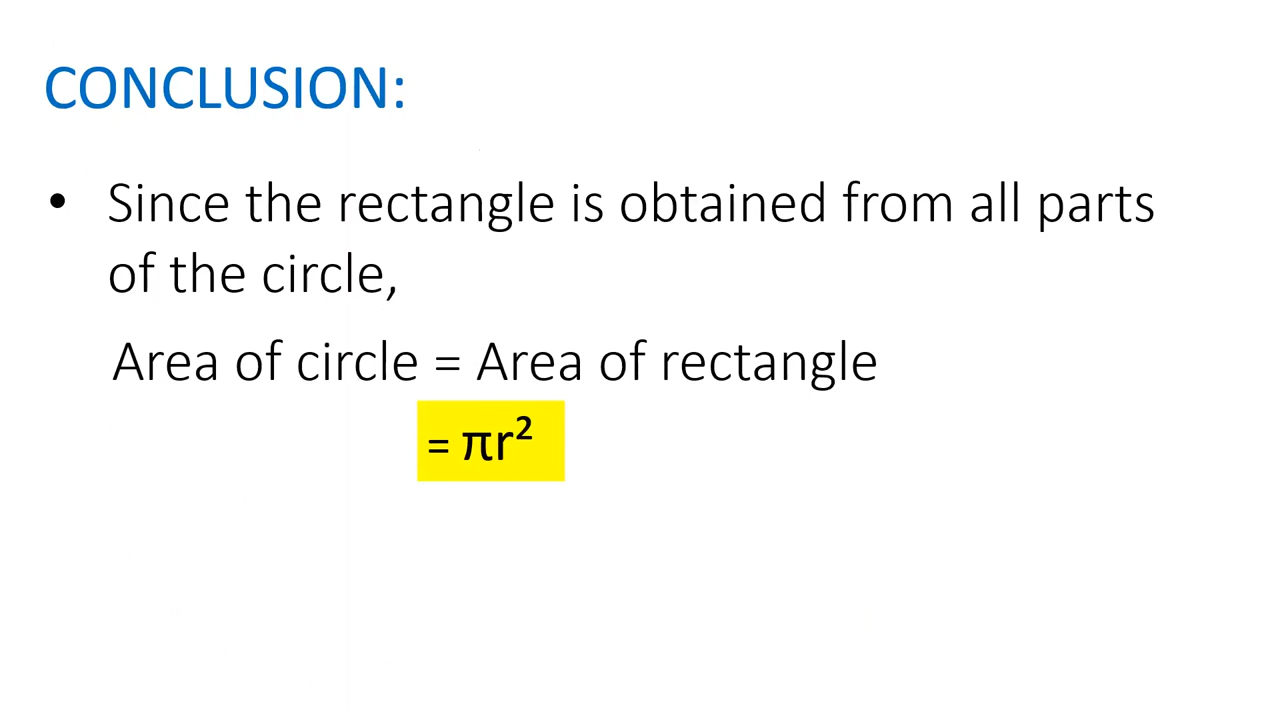 CONCLUSION:
• Since the rectangle is obtained from all parts
of the circle,
Area of circle = Area of rectangle
= πr²